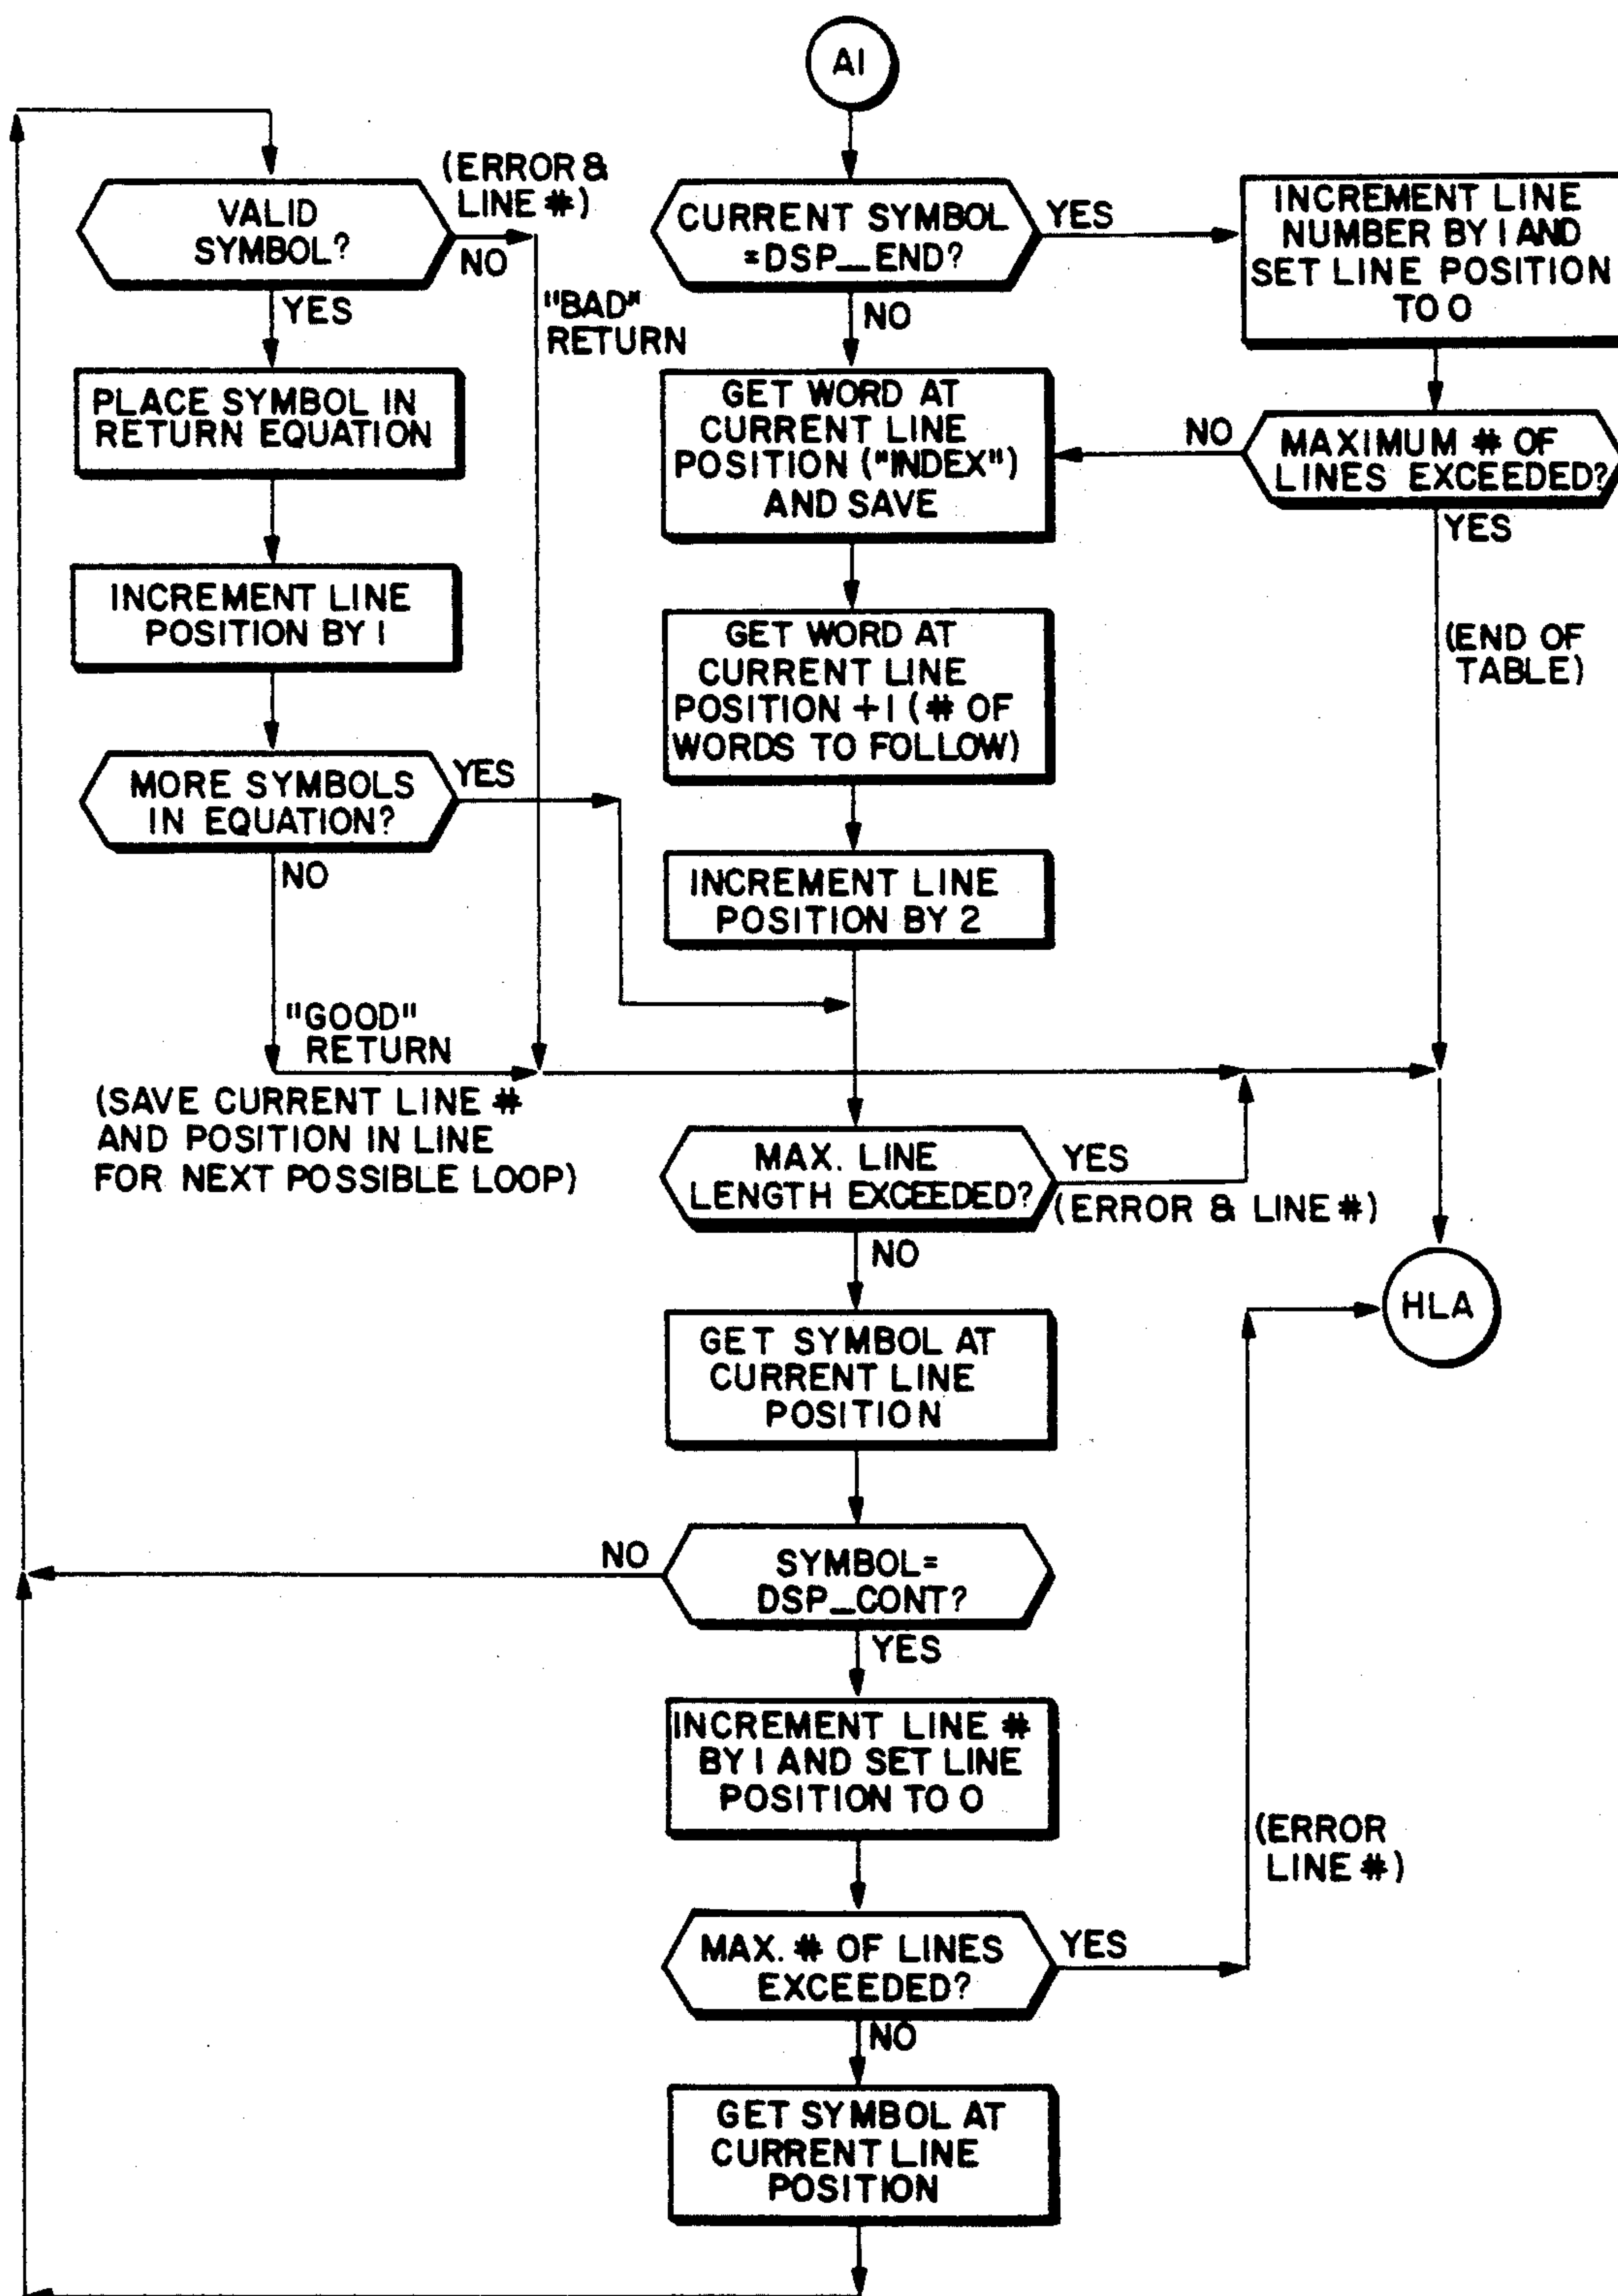 A1
VALID
SYMBOL?
(ERROR &
LINE #)
NO
YES
"BAD"
RETURN
PLACE SYMBOL IN
RETURN EQUATION
INCREMENT LINE
POSITION BY 1
MORE SYMBOLS
IN EQUATION?
YES
NO
"GOOD"
RETURN
(SAVE CURRENT LINE #
AND POSITION IN LINE
FOR NEXT POSSIBLE LOOP)
CURRENT SYMBOL
=DSP_END?
YES
NO
GET WORD AT
CURRENT LINE
POSITION ("INDEX")
AND SAVE
GET WORD AT
CURRENT LINE
POSITION +1 (# OF
WORDS TO FOLLOW)
INCREMENT LINE
POSITION BY 2
MAX. LINE
LENGTH EXCEEDED?
YES
(ERROR & LINE #)
NO
GET SYMBOL AT
CURRENT LINE
POSITION
SYMBOL=
DSP_CONT?
NO
YES
INCREMENT LINE #
BY 1 AND SET LINE
POSITION TO 0
MAX. # OF LINES
EXCEEDED?
YES
NO
GET SYMBOL AT
CURRENT LINE
POSITION
INCREMENT LINE
NUMBER BY 1 AND
SET LINE POSITION
TO 0
MAXIMUM # OF
LINES EXCEEDED?
NO
YES
(END OF
TABLE)
HLA
(ERROR
LINE #)